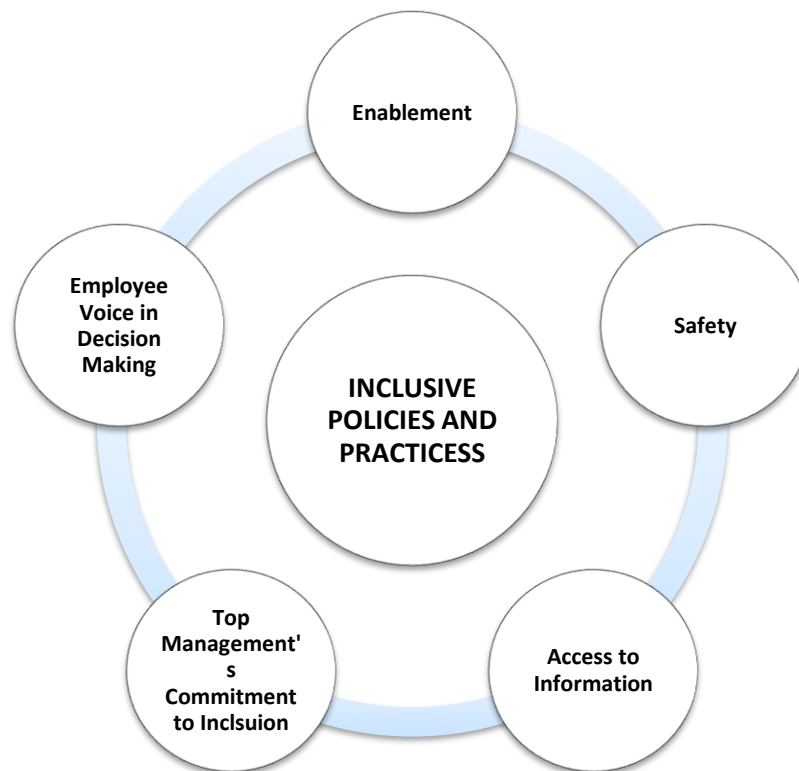 Enablement
Safety
Access to
Information
Top
Management'
s
Commitment
to Inclsuion
Employee
Voice in
Decision
Making
INCLUSIVE
POLICIES AND
PRACTICESS